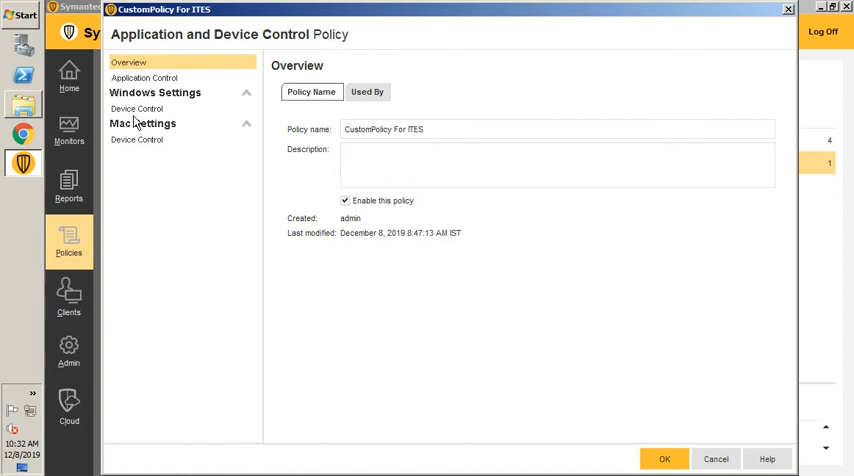 Start
Symantec
CustomPolicy For ITES
Sy
Log Off
Application and Device Control Policy
Overview
Application Control
Windows Settings
Device Control
Mac Settings
Device Control
Overview
Policy Name
Used By
Policy name:
CustomPolicy For ITES
Description:
Enable this policy
Created:
admin
Last modified:
December 8, 2019 8:47:13 AM IST
4
1
Home
Monitors
Reports
Policies
Clients
Admin
Cloud
»
10:32 AM
12/8/2019
OK
Cancel
Help